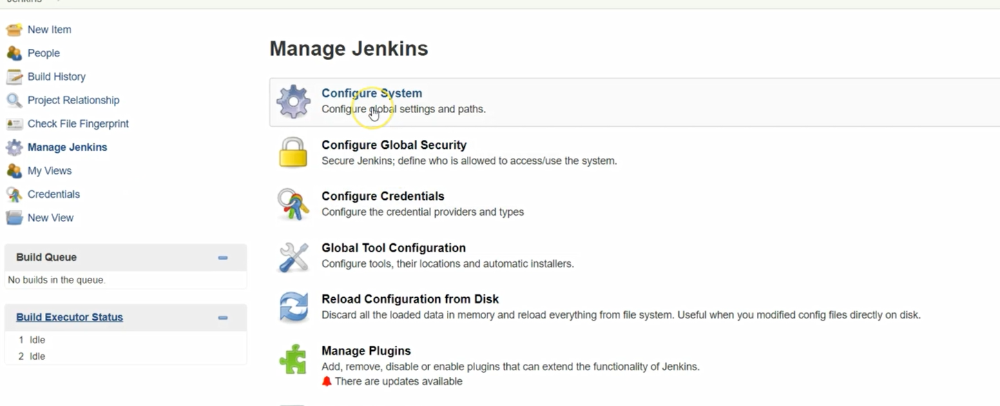 Jenkins
New Item
People
Build History
Project Relationship
Check File Fingerprint
Manage Jenkins
My Views
Credentials
New View
Build Queue
No builds in the queue.
Build Executor Status
1 Idle
2 Idle
Manage Jenkins
Configure System
Configure global settings and paths.
Configure Global Security
Secure Jenkins; define who is allowed to access/use the system.
Configure Credentials
Configure the credential providers and types
Global Tool Configuration
Configure tools, their locations and automatic installers.
Reload Configuration from Disk
Discard all the loaded data in memory and reload everything from file system. Useful when you modified config files directly on disk.
Manage Plugins
Add, remove, disable or enable plugins that can extend the functionality of Jenkins.
There are updates available